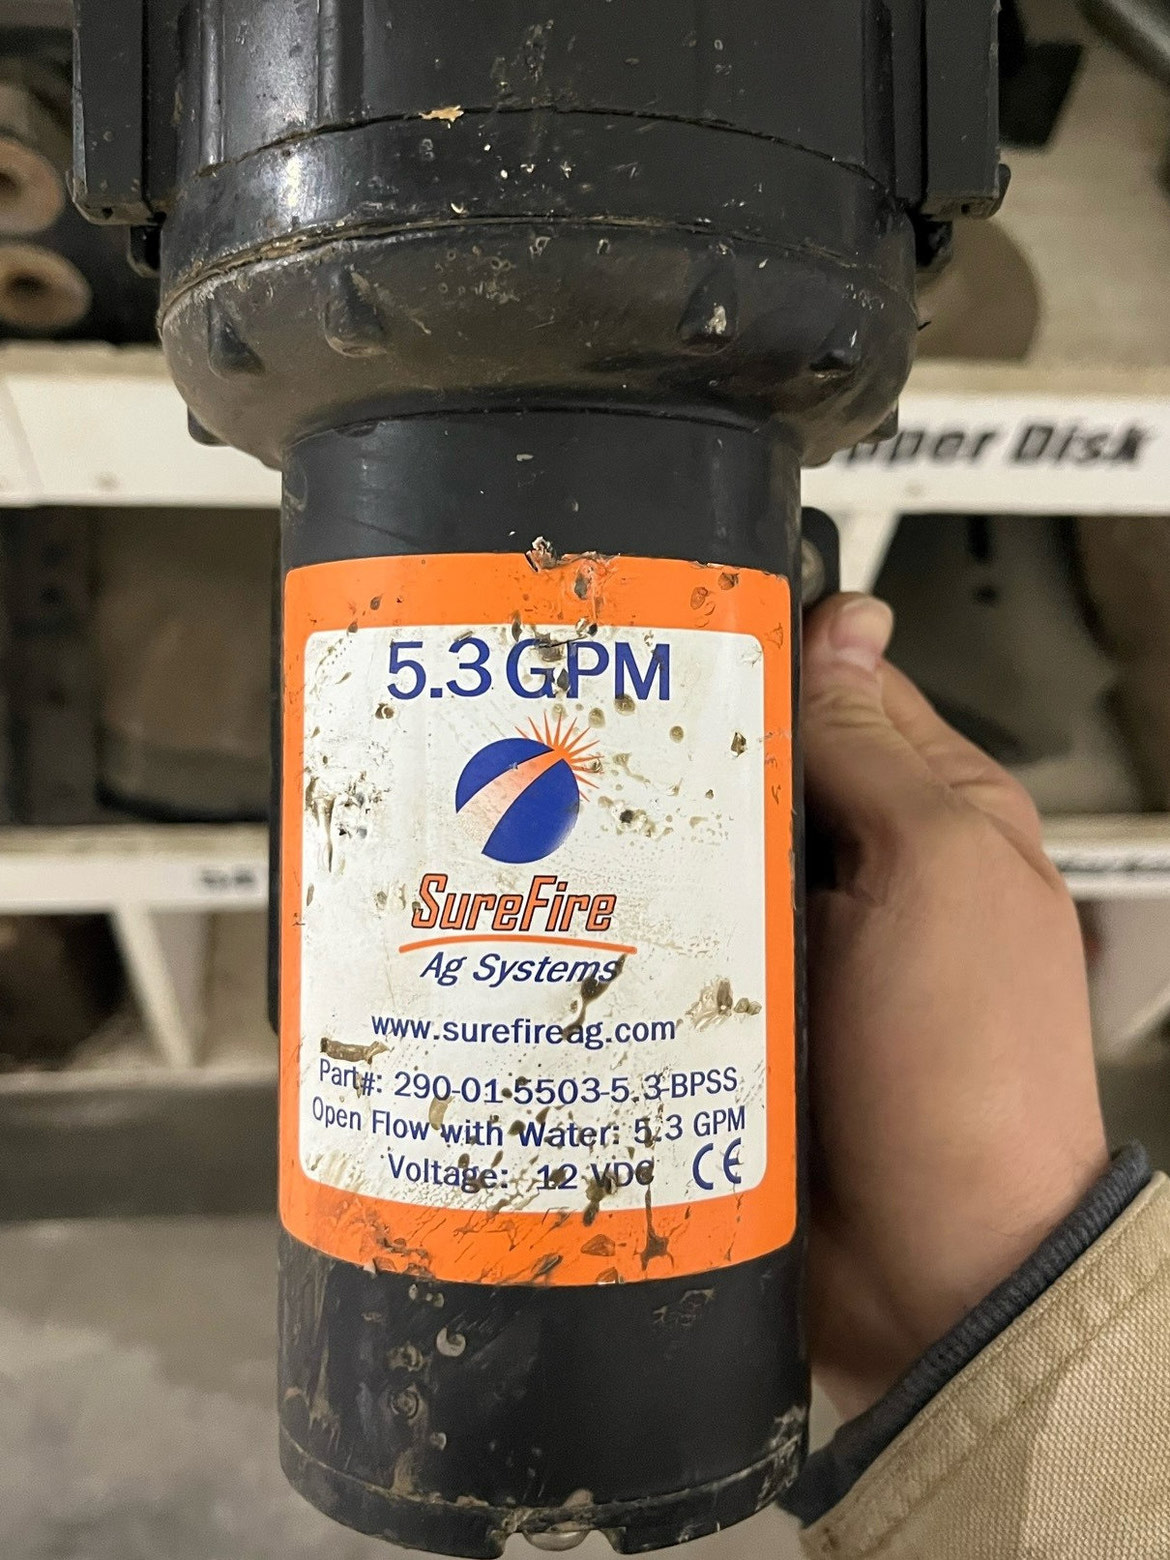 Disk
5.3 GPM
SureFire
Ag Systems
www.surefireag.com
Part#: 290-01-5503-5.3-BPSS
Open Flow with Water: 5.3 GPM
Voltage: 12 VDC CE